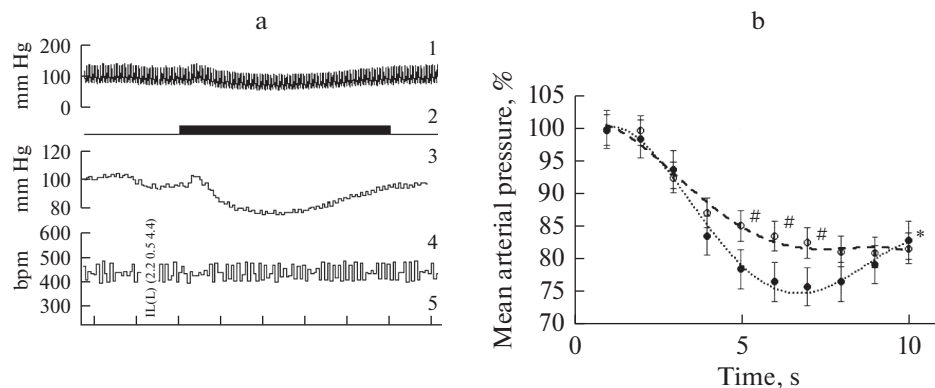 a
mm Hg
200
100
0
1
2
mm Hg
120
100
80
3
bpm
600
500
400
300
4
IL(L) (2.2 0.5 4.4)
5
b
Mean arterial pressure, %
105
100
95
90
85
80
75
70
# # #
*
0 5 10
Time, s